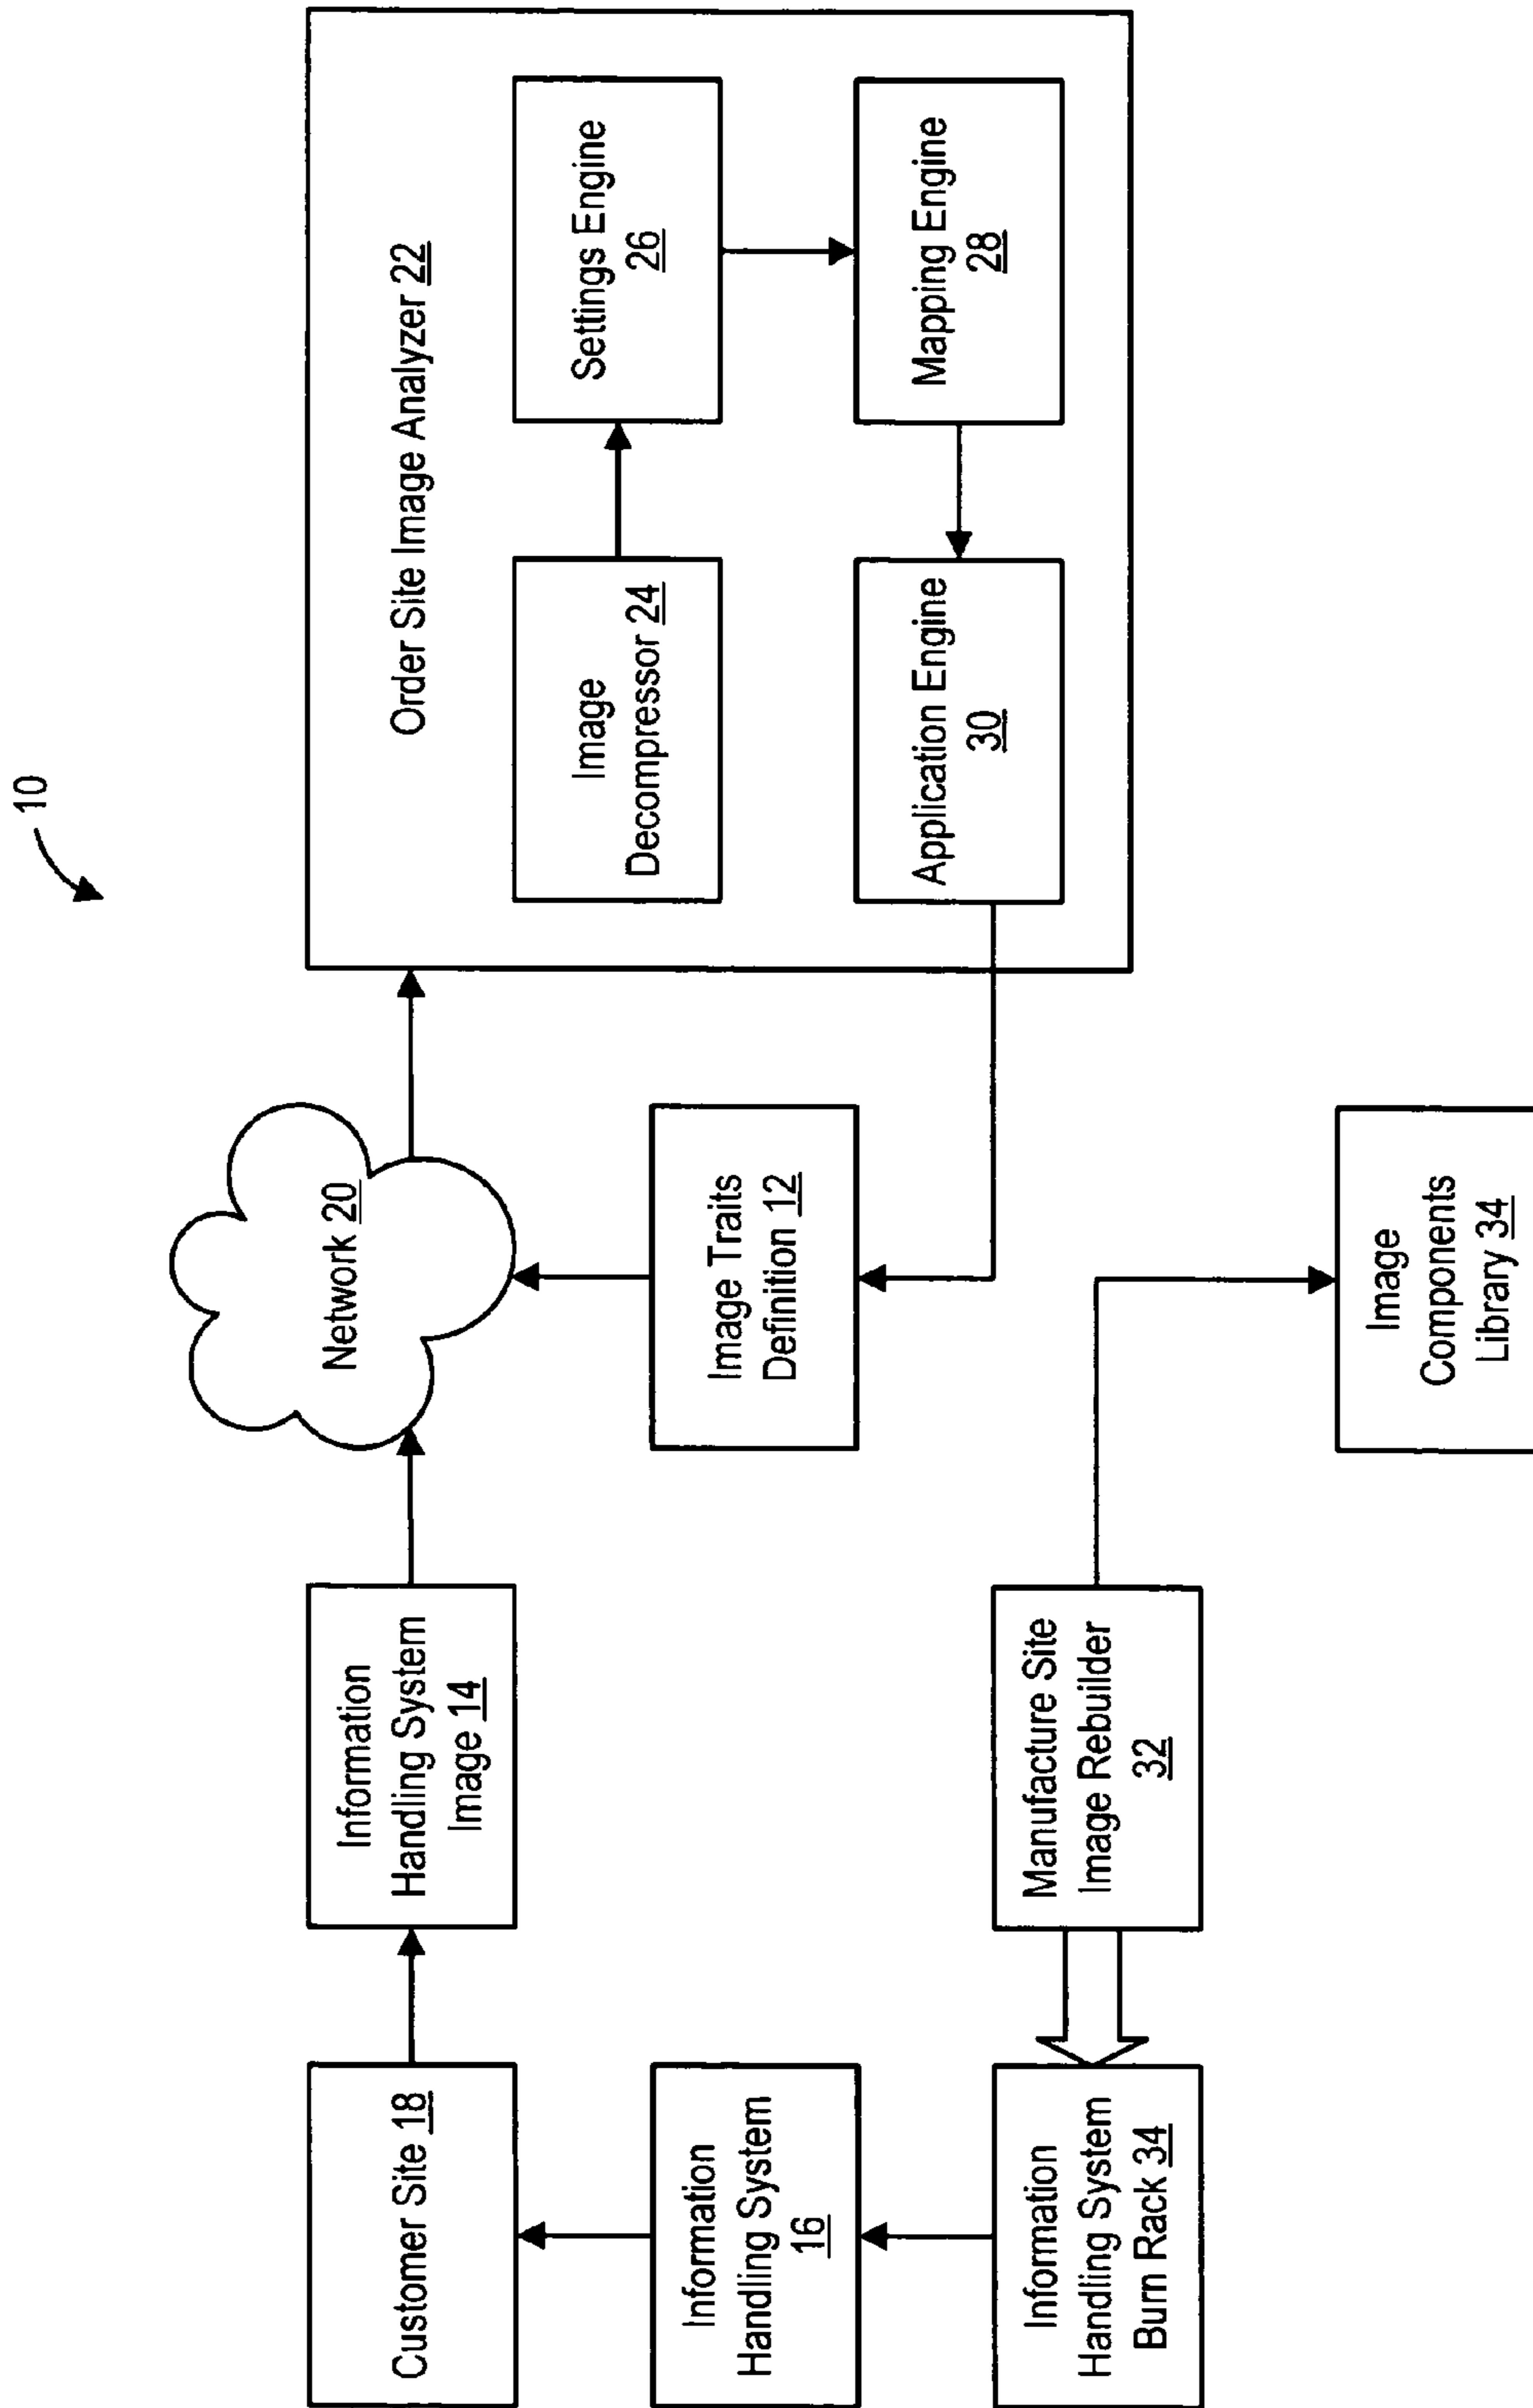 10
Customer Site 18
Information
Handling System
Image 14
Network 20
Order Site Image Analyzer 22
Image
Decompressor 24
Settings Engine
26
Information
Handling System
16
Image Traits
Definition 12
Application Engine
30
Mapping Engine
28
Information
Handling System
Burn Rack 34
Manufacture Site
Image Rebuilder
32
Image
Components
Library 34